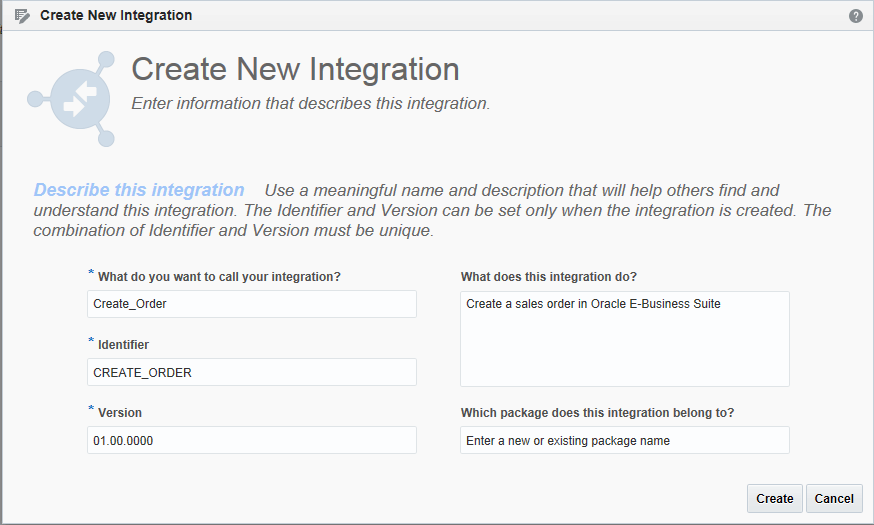 Create New Integration
?
Create New Integration
Enter information that describes this integration.
Describe this integration Use a meaningful name and description that will help others find and
understand this integration. The Identifier and Version can be set only when the integration is created. The
combination of Identifier and Version must be unique.
* What do you want to call your integration?
Create_Order
* Identifier
CREATE_ORDER
* Version
01.00.0000
What does this integration do?
Create a sales order in Oracle E-Business Suite
Which package does this integration belong to?
Enter a new or existing package name
Create
Cancel